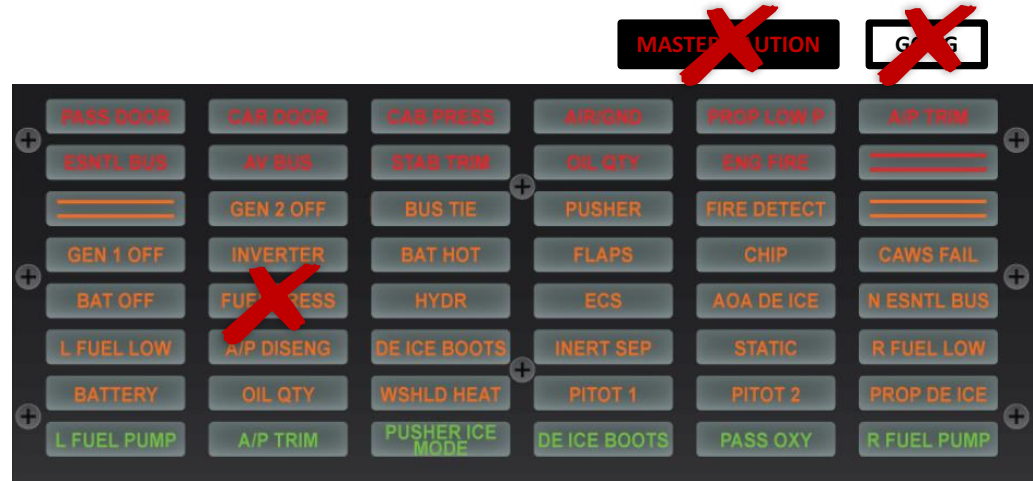 MASTER CAUTION GONG
PASS DOOR CAR DOOR CAB PRESS AIR/GND PROP LOW P A/P TRIM
ESNTL BUS AV BUS STAB TRIM OIL QTY ENG FIRE
GEN 2 OFF BUS TIE PUSHER FIRE DETECT
GEN 1 OFF INVERTER BAT HOT FLAPS CHIP CAWS FAIL
BAT OFF FUEL PRESS HYDR ECS AOA DE ICE N ESNTL BUS
L FUEL LOW A/P DISENG DE ICE BOOTS INERT SEP STATIC R FUEL LOW
BATTERY OIL QTY WSHLD HEAT PITOT 1 PITOT 2 PROP DE ICE
L FUEL PUMP A/P TRIM PUSHER ICE
MODE DE ICE BOOTS PASS OXY R FUEL PUMP